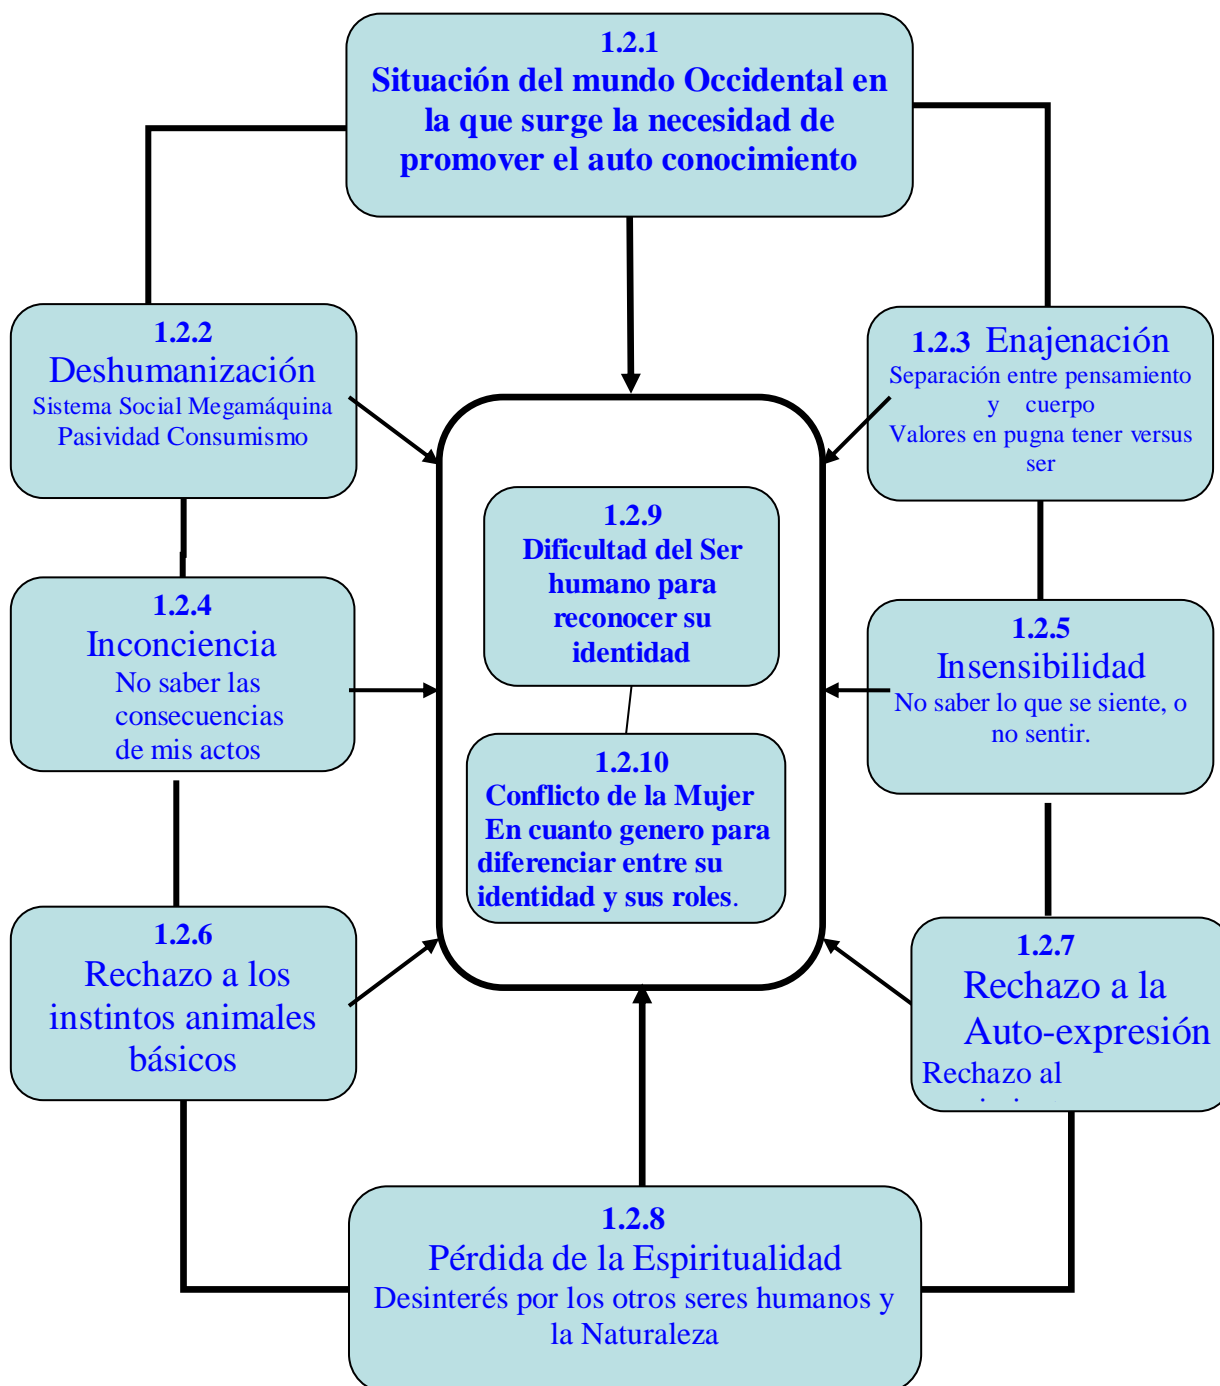 1.2.1
Situación del mundo Occidental en
la que surge la necesidad de
promover el auto conocimiento
1.2.2
Deshumanización
Sistema Social Megamáquina
Pasividad Consumismo
1.2.3 Enajenación
Separación entre pensamiento
y cuerpo
Valores en pugna tener versus
ser
1.2.9
Dificultad del Ser
humano para
reconocer su
identidad
1.2.4
Inconciencia
No saber las
consecuencias
de mis actos
1.2.5
Insensibilidad
No saber lo que se siente, o
no sentir.
1.2.10
Conflicto de la Mujer
En cuanto genero para
diferenciar entre su
identidad y sus roles.
1.2.6
Rechazo a los
instintos animales
básicos
1.2.7
Rechazo a la
Auto-expresión
Rechazo al
1.2.8
Pérdida de la Espiritualidad
Desinterés por los otros seres humanos y
la Naturaleza